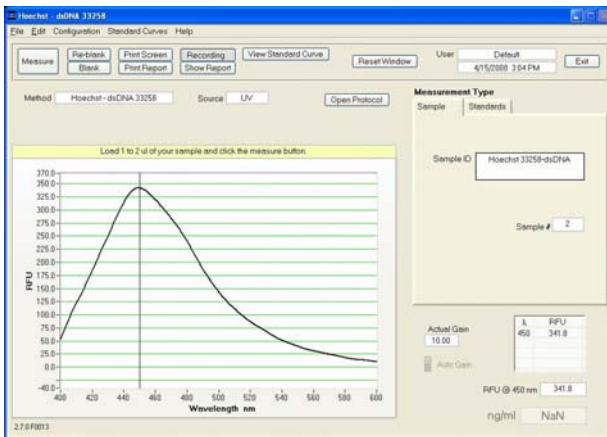 Hoechst - dsDNA 33258
File Edit Configuration Standard Curves Help
Measure Re-blank Print Screen Recording View Standard Curve Reset Window User Default Exit
Blank Print Report Show Report 4/15/2008 3:04 PM
Method Hoechst - dsDNA 33258 Source UV Open Protocol
Measurement Type
Sample Standards
Load 1 to 2 ul of your sample and click the measure button.
Sample ID Hoechst 33258-dsDNA
Sample # 2
RFU
370.0
350.0
325.0
300.0
275.0
250.0
225.0
200.0
175.0
150.0
125.0
100.0
75.0
50.0
25.0
0.0
-40.0
400 420 440 460 480 500 520 540 560 580 600
Wavelength nm
Actual Gain
10.00
Auto Gain
λ RFU
450 341.8
RFU @ 450 nm 341.8
ng/ml NaN
2.7.0 F0013